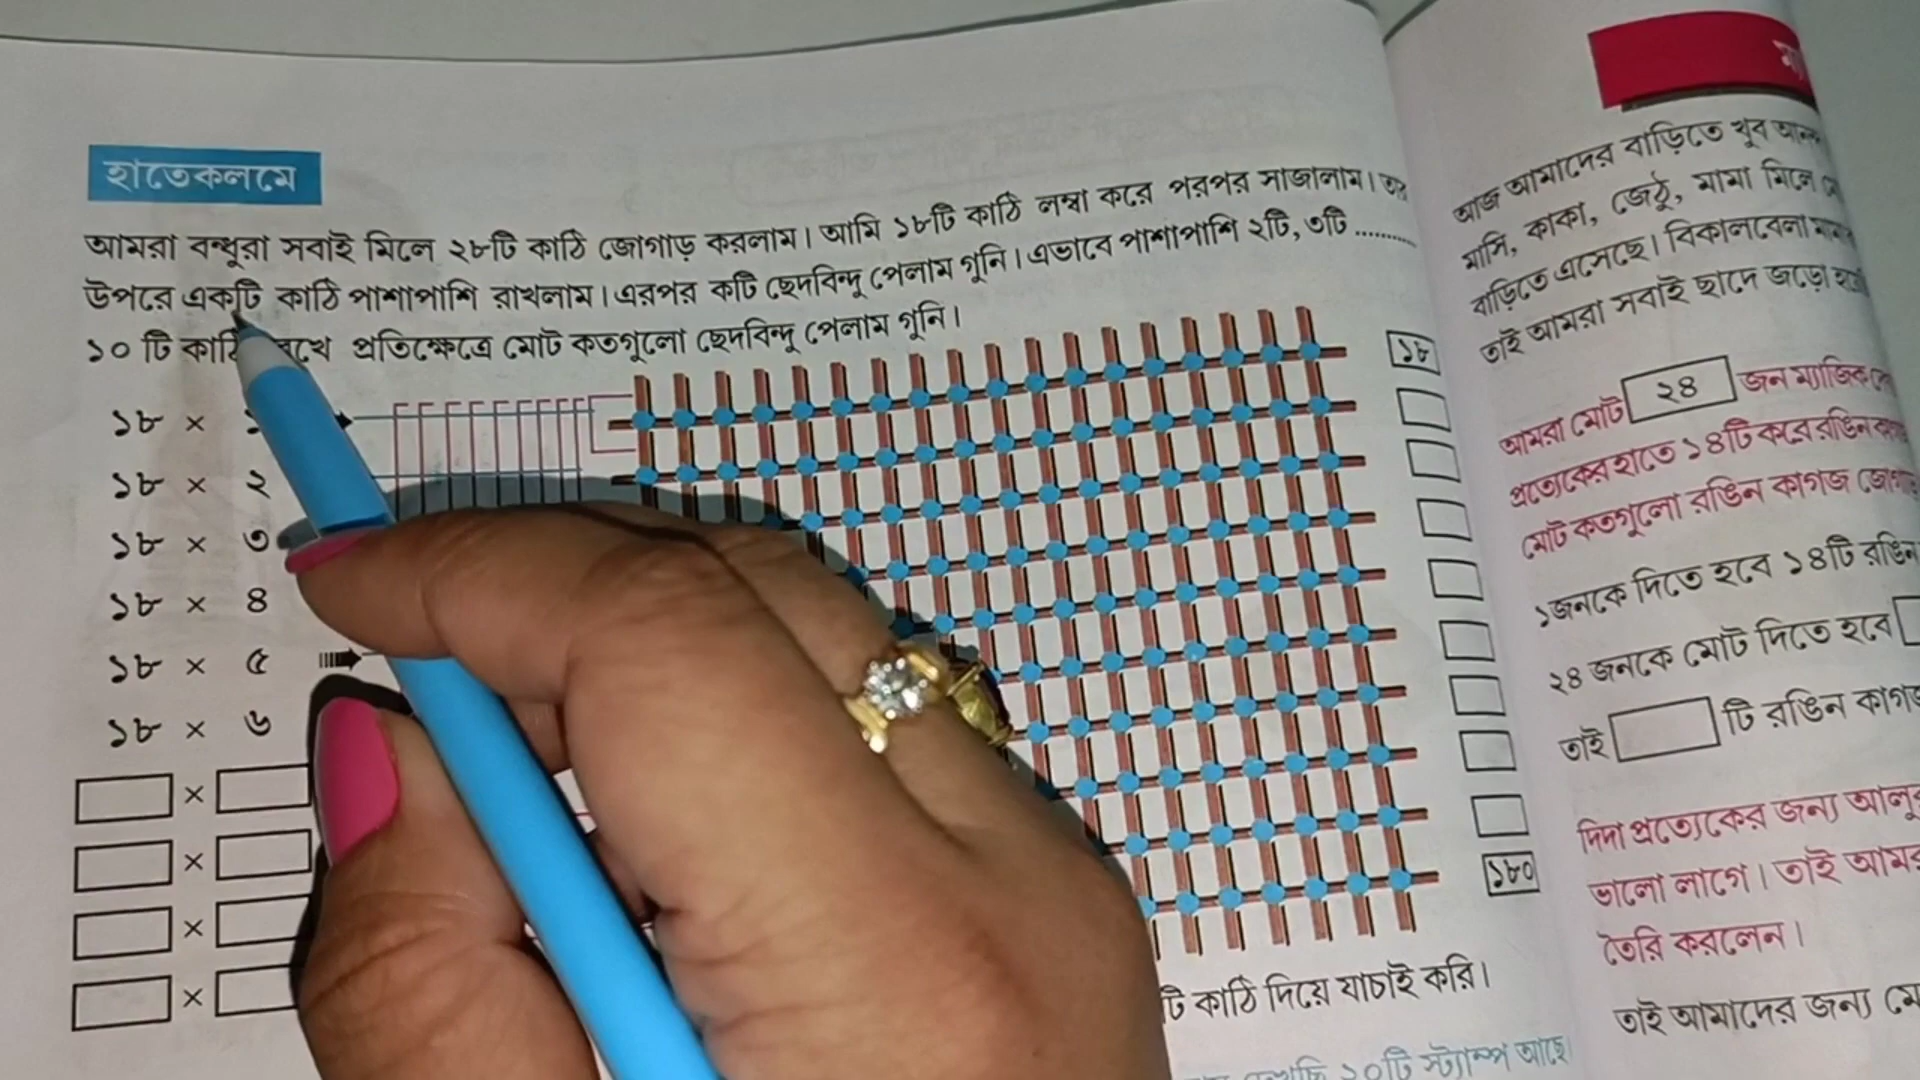 হাতেকলমে
আমরা বন্ধুরা সবাই মিলে ২৮টি কাঠি জোগাড় করলাম। আমি ১৮টি কাঠি লম্বা করে পরপর সাজালাম। তার
উপরে একটি কাঠি পাশাপাশি রাখলাম। এরপর কটি ছেদবিন্দু পেলাম গুনি। এভাবে পাশাপাশি ২টি, ৩টি ..........
১০ টি কাঠি রেখে প্রতিক্ষেত্রে মোট কতগুলো ছেদবিন্দু পেলাম গুনি।
১৮ ×
১৮ × ২
১৮ × ৩
১৮ × ৪
১৮ × ৫
১৮ × ৬
×
×
×
×
১৮
১৮০
টি কাঠি দিয়ে যাচাই করি।
১০টি স্ট্যাম্প আছে।
আজ আমাদের বাড়িতে খুব
মাসি, কাকা, জেঠু, মামা মিলে
বাড়িতে এসেছে। বিকালবেলা
তাই আমরা সবাই ছাদে জড়ো
আমরা মোট ২৪ জন ম্যাজিক
প্রত্যেকের হাতে ১৪টি করে রঙিন
মোট কতগুলো রঙিন কাগজ
১জনকে দিতে হবে ১৪টি রঙিন
২৪ জনকে মোট দিতে হবে
তাই টি রঙিন
দিদা প্রত্যেকের জন্য
ভালো লাগে। তাই
তৈরি করলেন।
তাই আমাদের জন্য